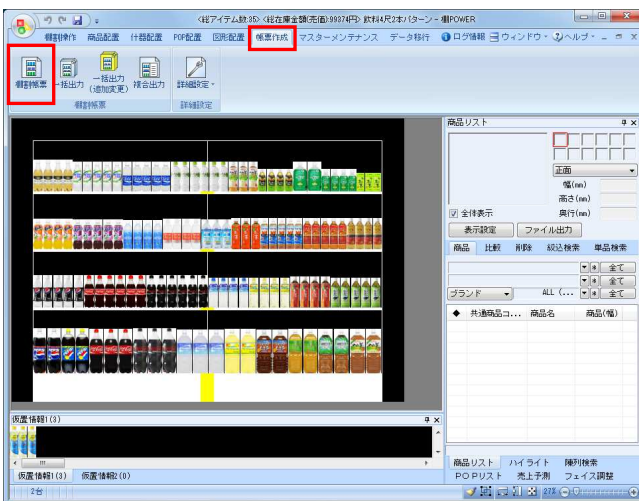 <総アイテム数:35> <総在庫金額(売価):99374円> 飲料4尺2本パターン - 棚POWER
棚割操作 商品配置 什器配置 POP配置 図形配置 帳票作成 マスターメンテナンス データ移行 ログ情報 ウィンドウ ヘルプ
棚割帳票 一括出力 一括出力(追加変更) 複合出力 詳細設定
棚割帳票 詳細設定
商品リスト
正面
幅(mm)
高さ(mm)
全体表示 奥行(mm)
表示設定 ファイル出力
商品 比較 削除 絞込検索 単品検索
* 全て
* 全て
ブランド ALL (... * 全て
◆ 共通商品コ... 商品名 商品(幅)
仮置情報1(3)
商品リスト ハイライト 陳列検索
仮置情報1(3) 仮置情報2(0) POPリスト 売上予測 フェイス調整
2台 27%